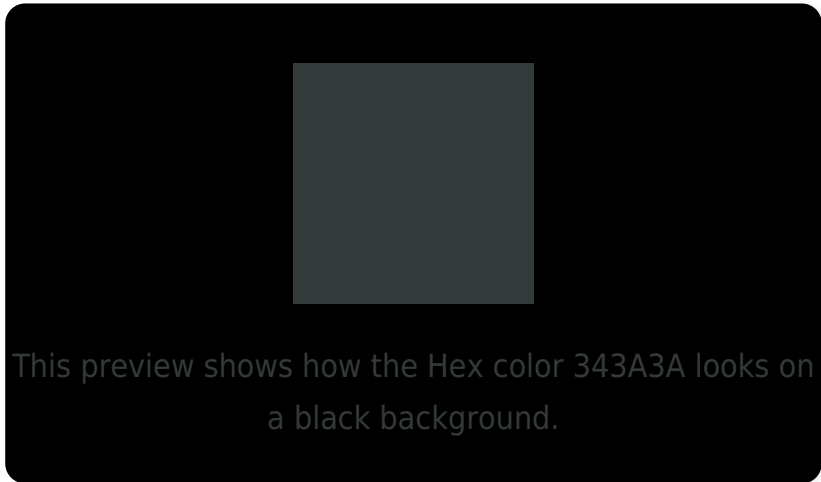 This preview shows how the Hex color 343A3A looks on
a black background.